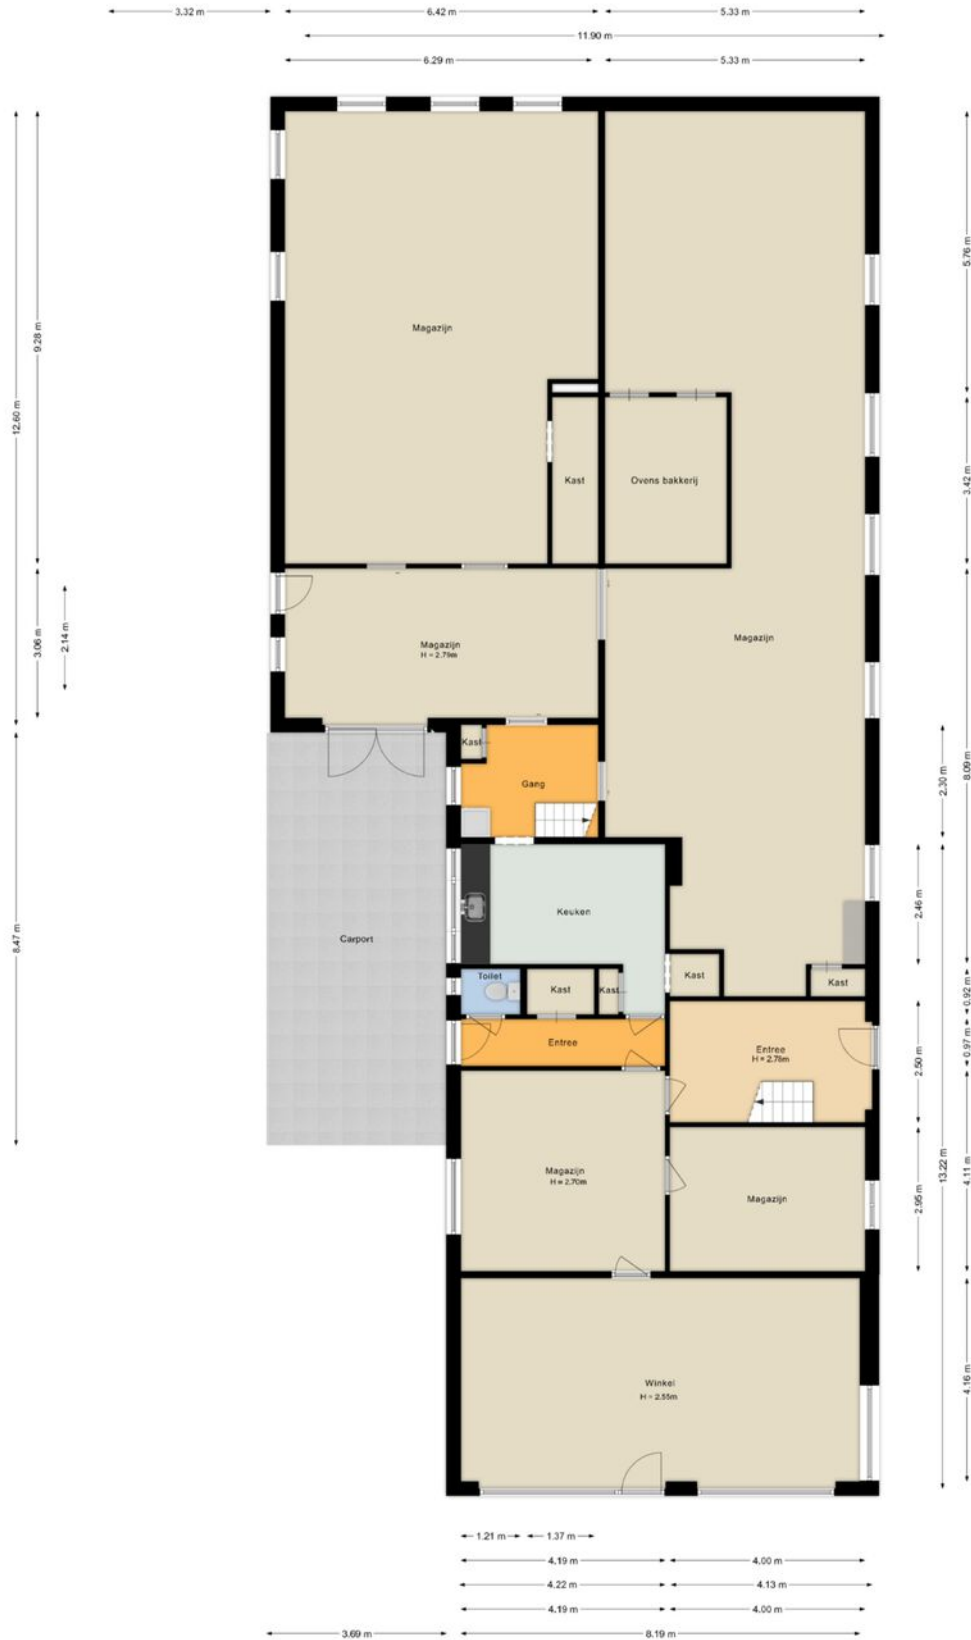 3.32 m
6.42 m
5.33 m
11.90 m
6.29 m
5.33 m
12.60 m
9.28 m
3.06 m
2.14 m
8.47 m
5.76 m
3.42 m
8.09 m
2.30 m
2.46 m
0.92 m
0.97 m
2.50 m
13.22 m
4.11 m
2.95 m
4.16 m
Magazijn
Kast
Ovens bakkerij
Magazijn
H = 2.79m
Magazijn
Kast
Gang
Keuken
Carport
Toilet
Kast
Kast
Kast
Kast
Entree
Entree
H = 2.78m
Magazijn
H = 2.70m
Magazijn
Winkel
H = 2.55m
1.21 m
1.37 m
4.19 m
4.00 m
4.22 m
4.13 m
4.19 m
4.00 m
3.69 m
8.19 m